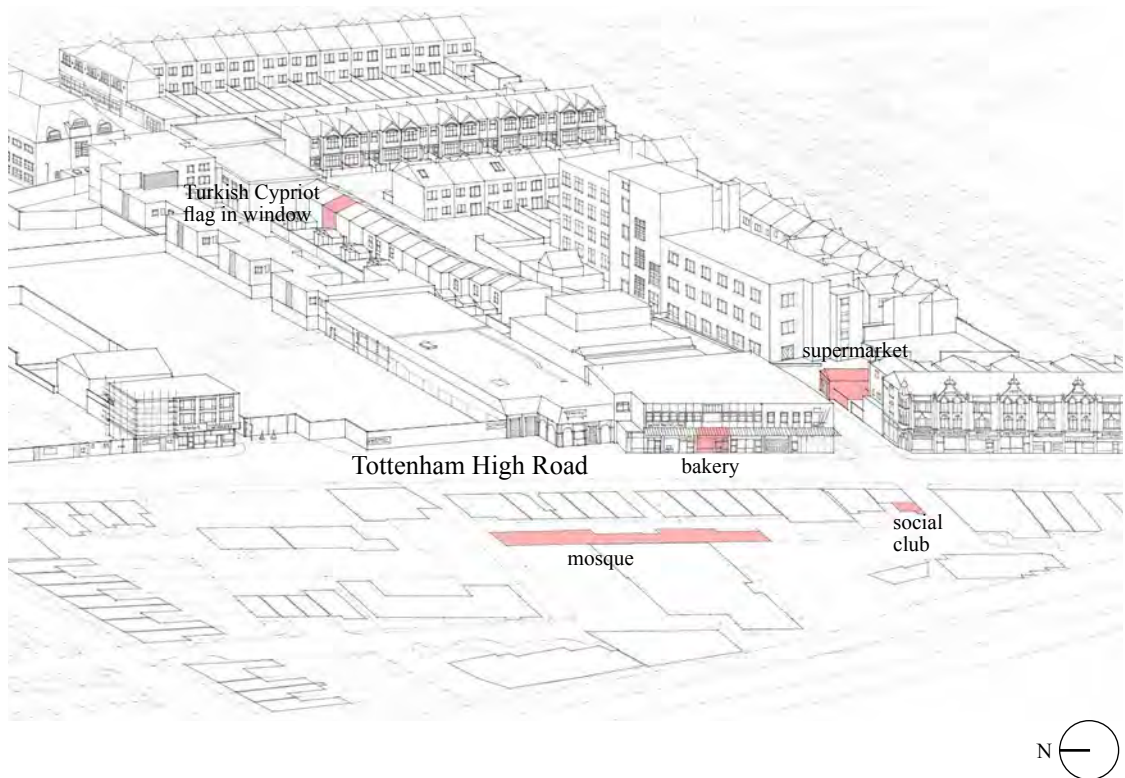 Turkish Cypriot
flag in window
supermarket
Tottenham High Road
bakery
social
club
mosque
N